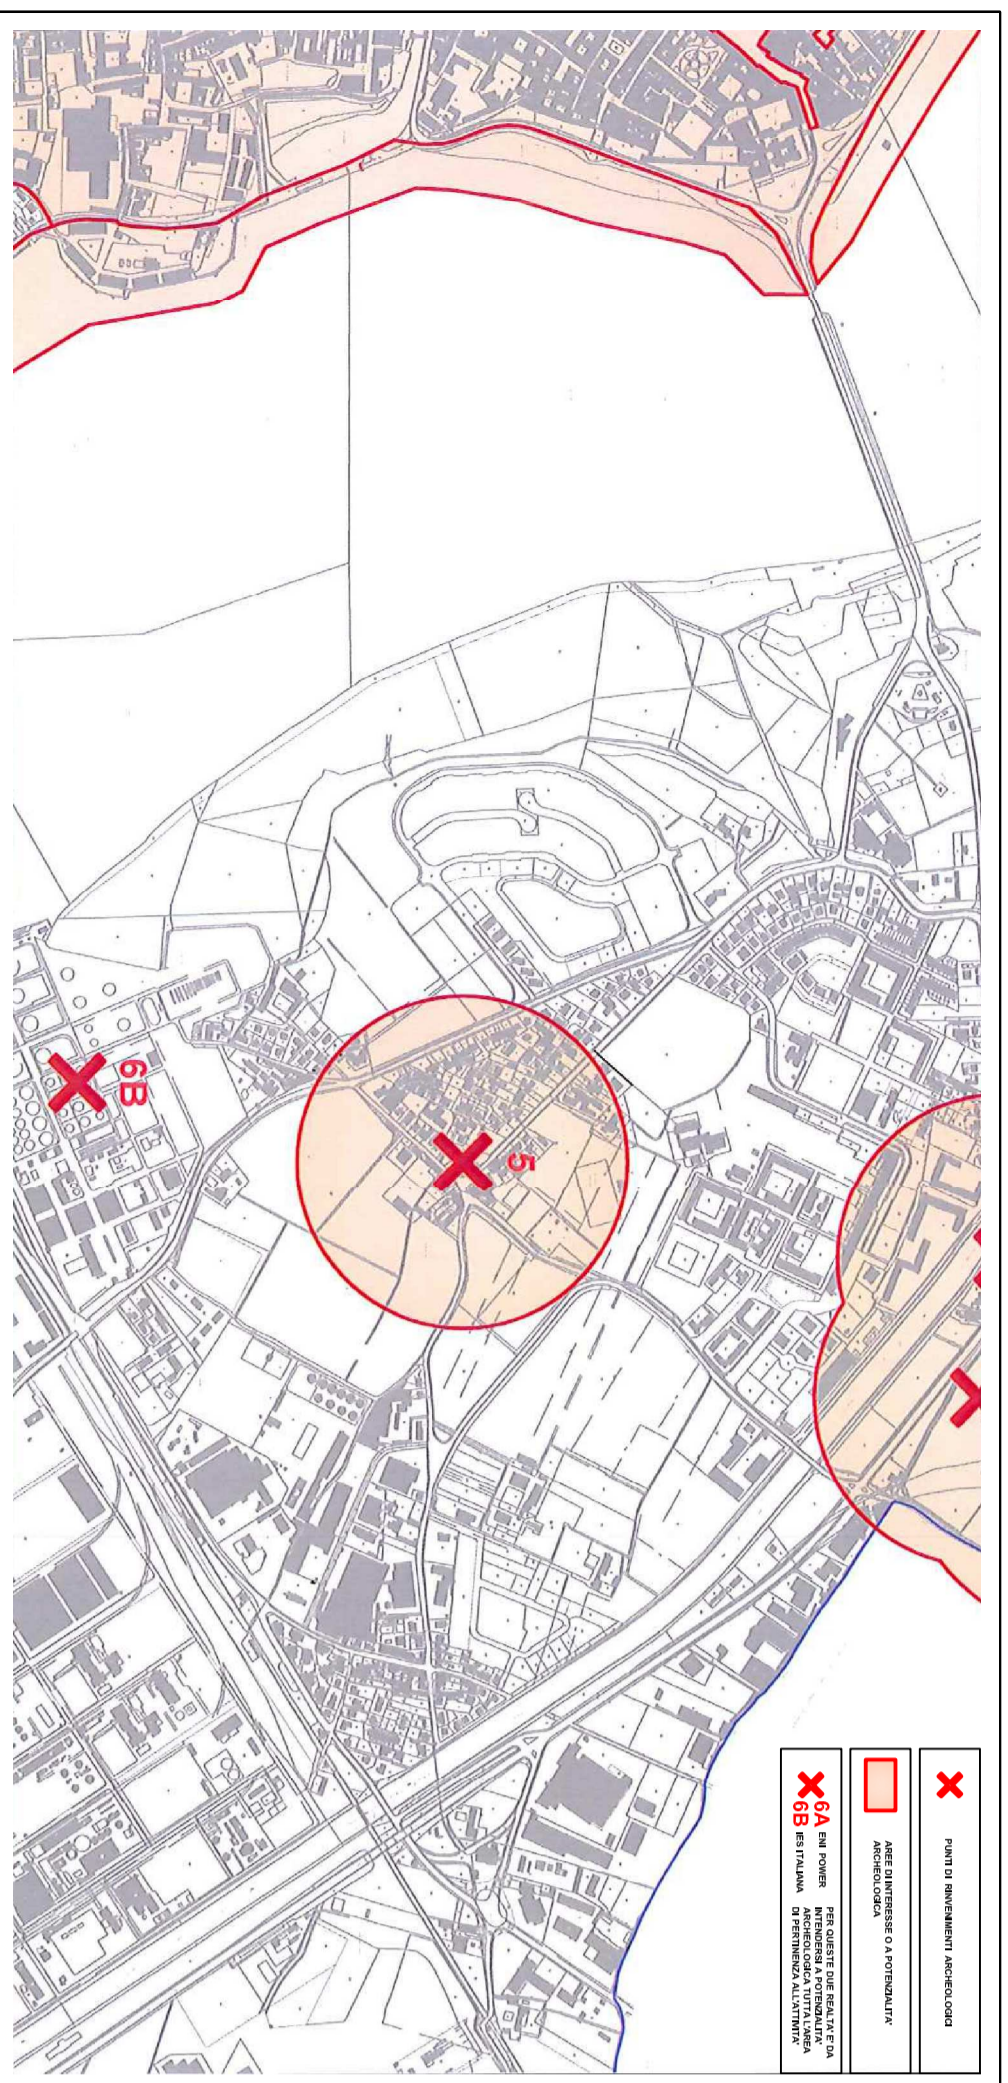 6B
5
PUNTI DI RINVENIMENTI ARCHEOLOGICI
AREE DI INTERESSE O A POTENZIALITA'
ARCHEOLOGICA
6A ENI POWER
6B IES ITALIANA
PER QUESTE DUE REALTA' E' DA
INTENDERSI A POTENZIALITA'
ARCHEOLOGICA TUTTA L'AREA
DI PERTINENZA ALL'ATTIVITA'